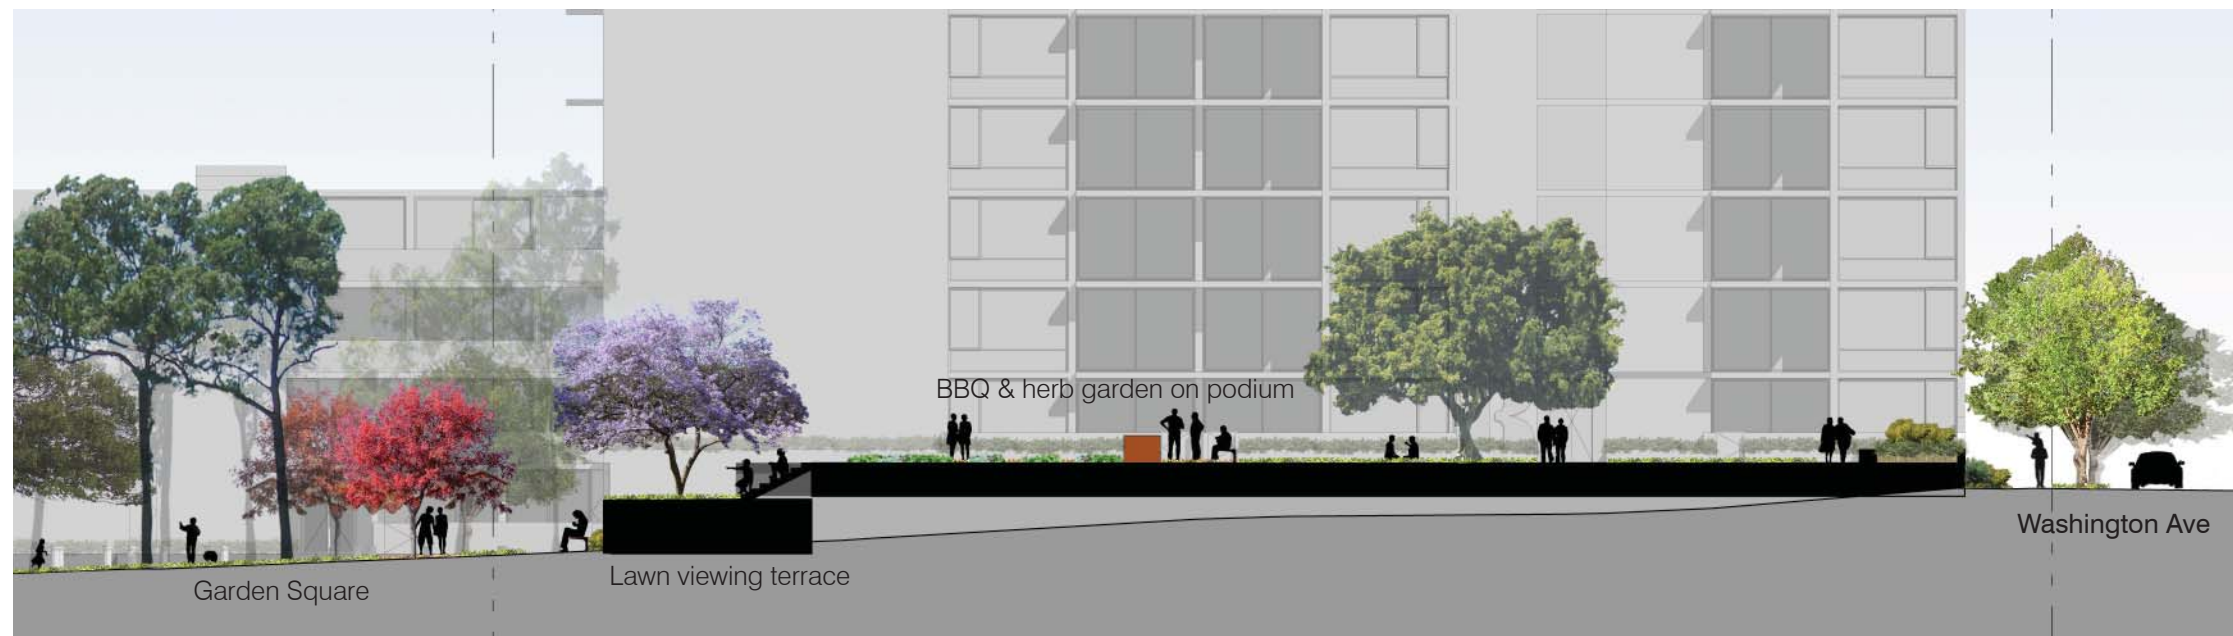 BBQ & herb garden on podium
Washington Ave
Lawn viewing terrace
Garden Square